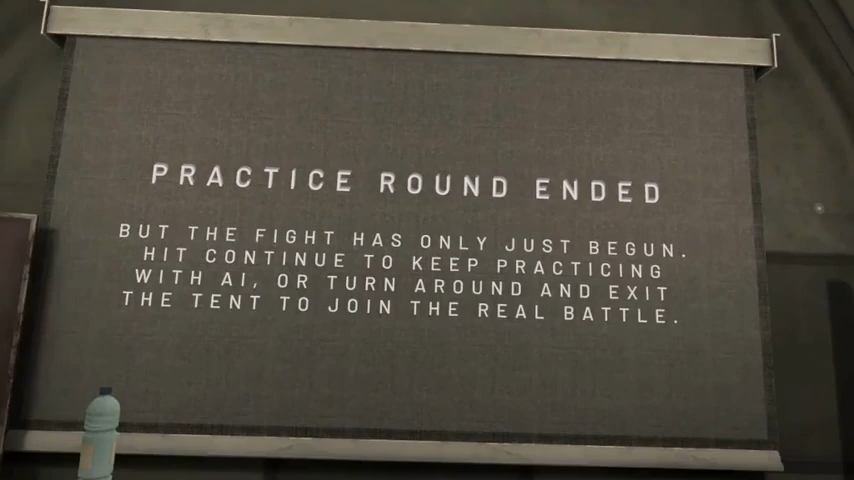 PRACTICE ROUND ENDED
BUT THE FIGHT HAS ONLY JUST BEGUN.
HIT CONTINUE TO KEEP PRACTICING
WITH AI, OR TURN AROUND AND EXIT
THE TENT TO JOIN THE REAL BATTLE.